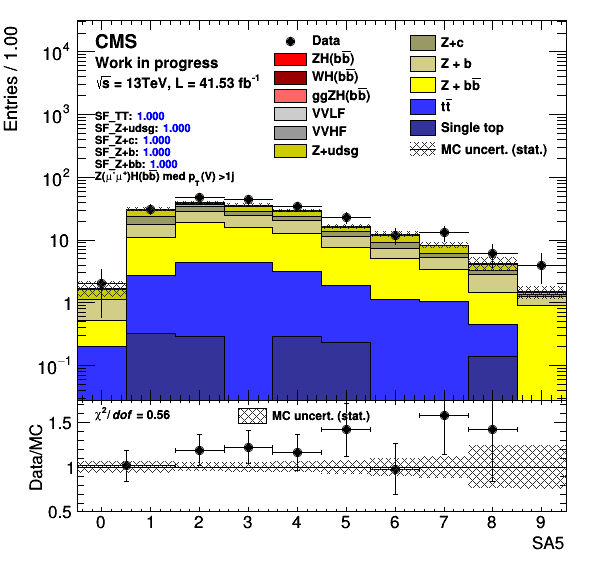 CMS
Work in progress
√s = 13TeV, L = 41.53 fb⁻¹
SF_TT: 1.000
SF_Z+udsg: 1.000
SF_Z+c: 1.000
SF_Z+b: 1.000
SF_Z+bb: 1.000
Z(μ⁻μ⁺)H(bb̅) med p_T(V) >1j
Data
ZH(bb̅)
WH(bb̅)
ggZH(bb̅)
VVLF
VVHF
Z+udsg
Z+c
Z + b
Z + bb̅
tt̅
Single top
MC uncert. (stat.)
Entries / 1.00
10⁴
10³
10²
10
1
10⁻¹
χ²/dof = 0.56
MC uncert. (stat.)
Data/MC
1.5
1
0.5
0 1 2 3 4 5 6 7 8 9
SA5